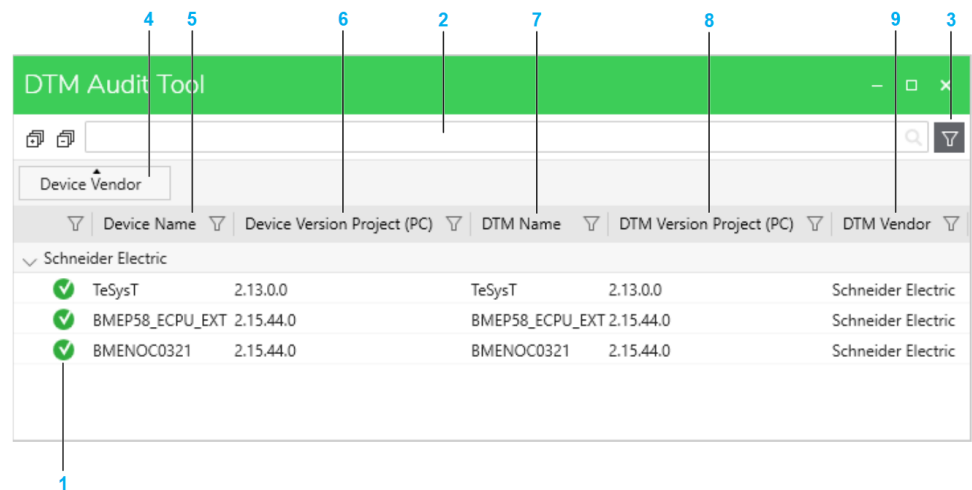 4 5 6 2 7 8 9 3
DTM Audit Tool
Device Vendor
Device Name Device Version Project (PC) DTM Name DTM Version Project (PC) DTM Vendor
Schneider Electric
TeSysT 2.13.0.0 TeSysT 2.13.0.0 Schneider Electric
BMEP58_ECPU_EXT 2.15.44.0 BMEP58_ECPU_EXT 2.15.44.0 Schneider Electric
BMENOC0321 2.15.44.0 BMENOC0321 2.15.44.0 Schneider Electric
1